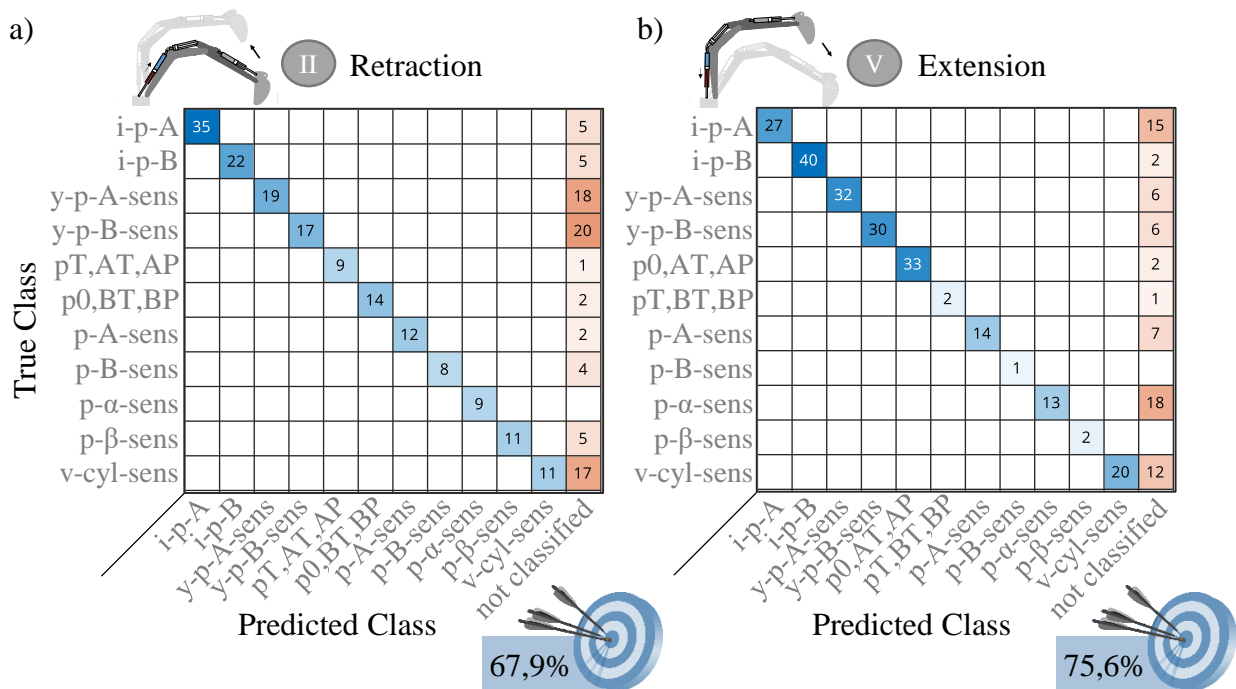 a)
II Retraction
True Class
i-p-A 35 5
i-p-B 22 5
y-p-A-sens 19 18
y-p-B-sens 17 20
pT,AT,AP 9 1
p0,BT,BP 14 2
p-A-sens 12 2
p-B-sens 8 4
p-α-sens 9
p-β-sens 11 5
v-cyl-sens 11 17
i-p-A
i-p-B
y-p-A-sens
y-p-B-sens
pT,AT,AP
p0,BT,BP
p-A-sens
p-B-sens
p-α-sens
p-β-sens
v-cyl-sens
not classified
Predicted Class
67,9%
b)
V Extension
i-p-A 27 15
i-p-B 40 2
y-p-A-sens 32 6
y-p-B-sens 30 6
p0,AT,AP 33 2
pT,BT,BP 2 1
p-A-sens 14 7
p-B-sens 1
p-α-sens 13 18
p-β-sens 2
v-cyl-sens 20 12
i-p-A
i-p-B
y-p-A-sens
y-p-B-sens
p0,AT,AP
pT,BT,BP
p-A-sens
p-B-sens
p-α-sens
p-β-sens
v-cyl-sens
not classified
Predicted Class
75,6%